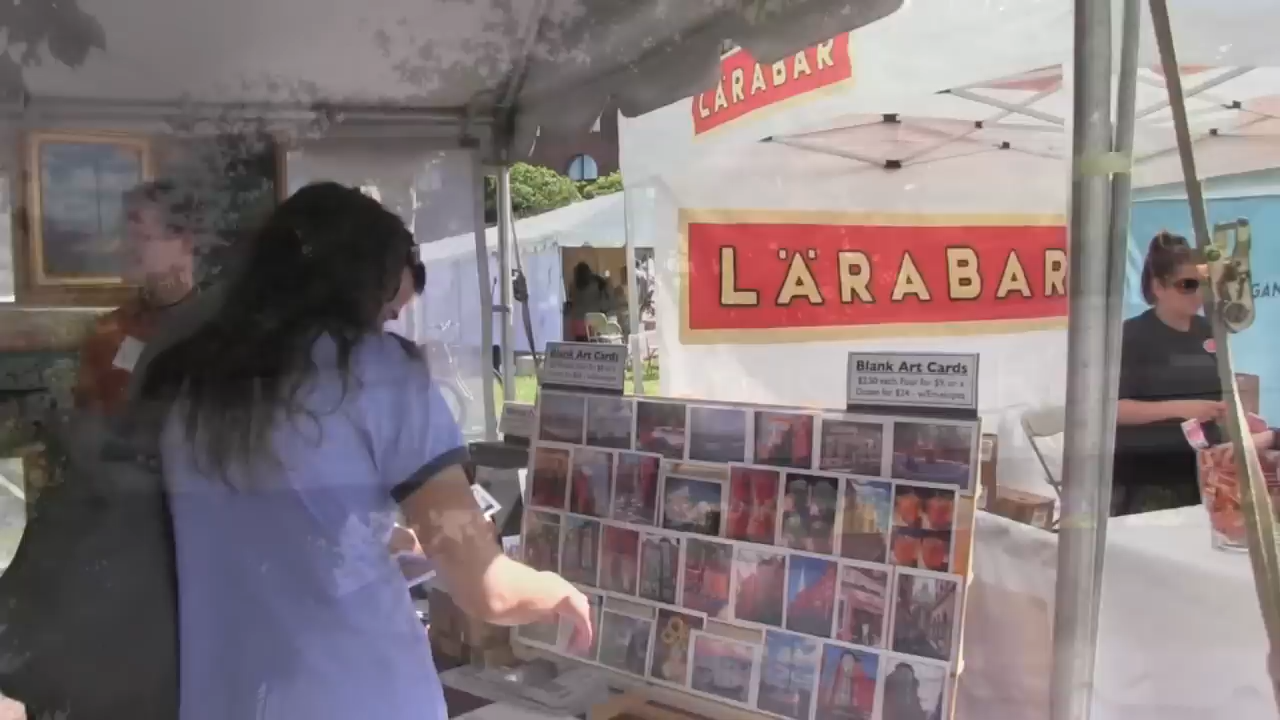 LÄRABAR
LÄRABAR
Blank Art Cards
Blank Art Cards
$2.50 each, Four for $9, or a
Dozen for $24 - w/Envelopes
GAN